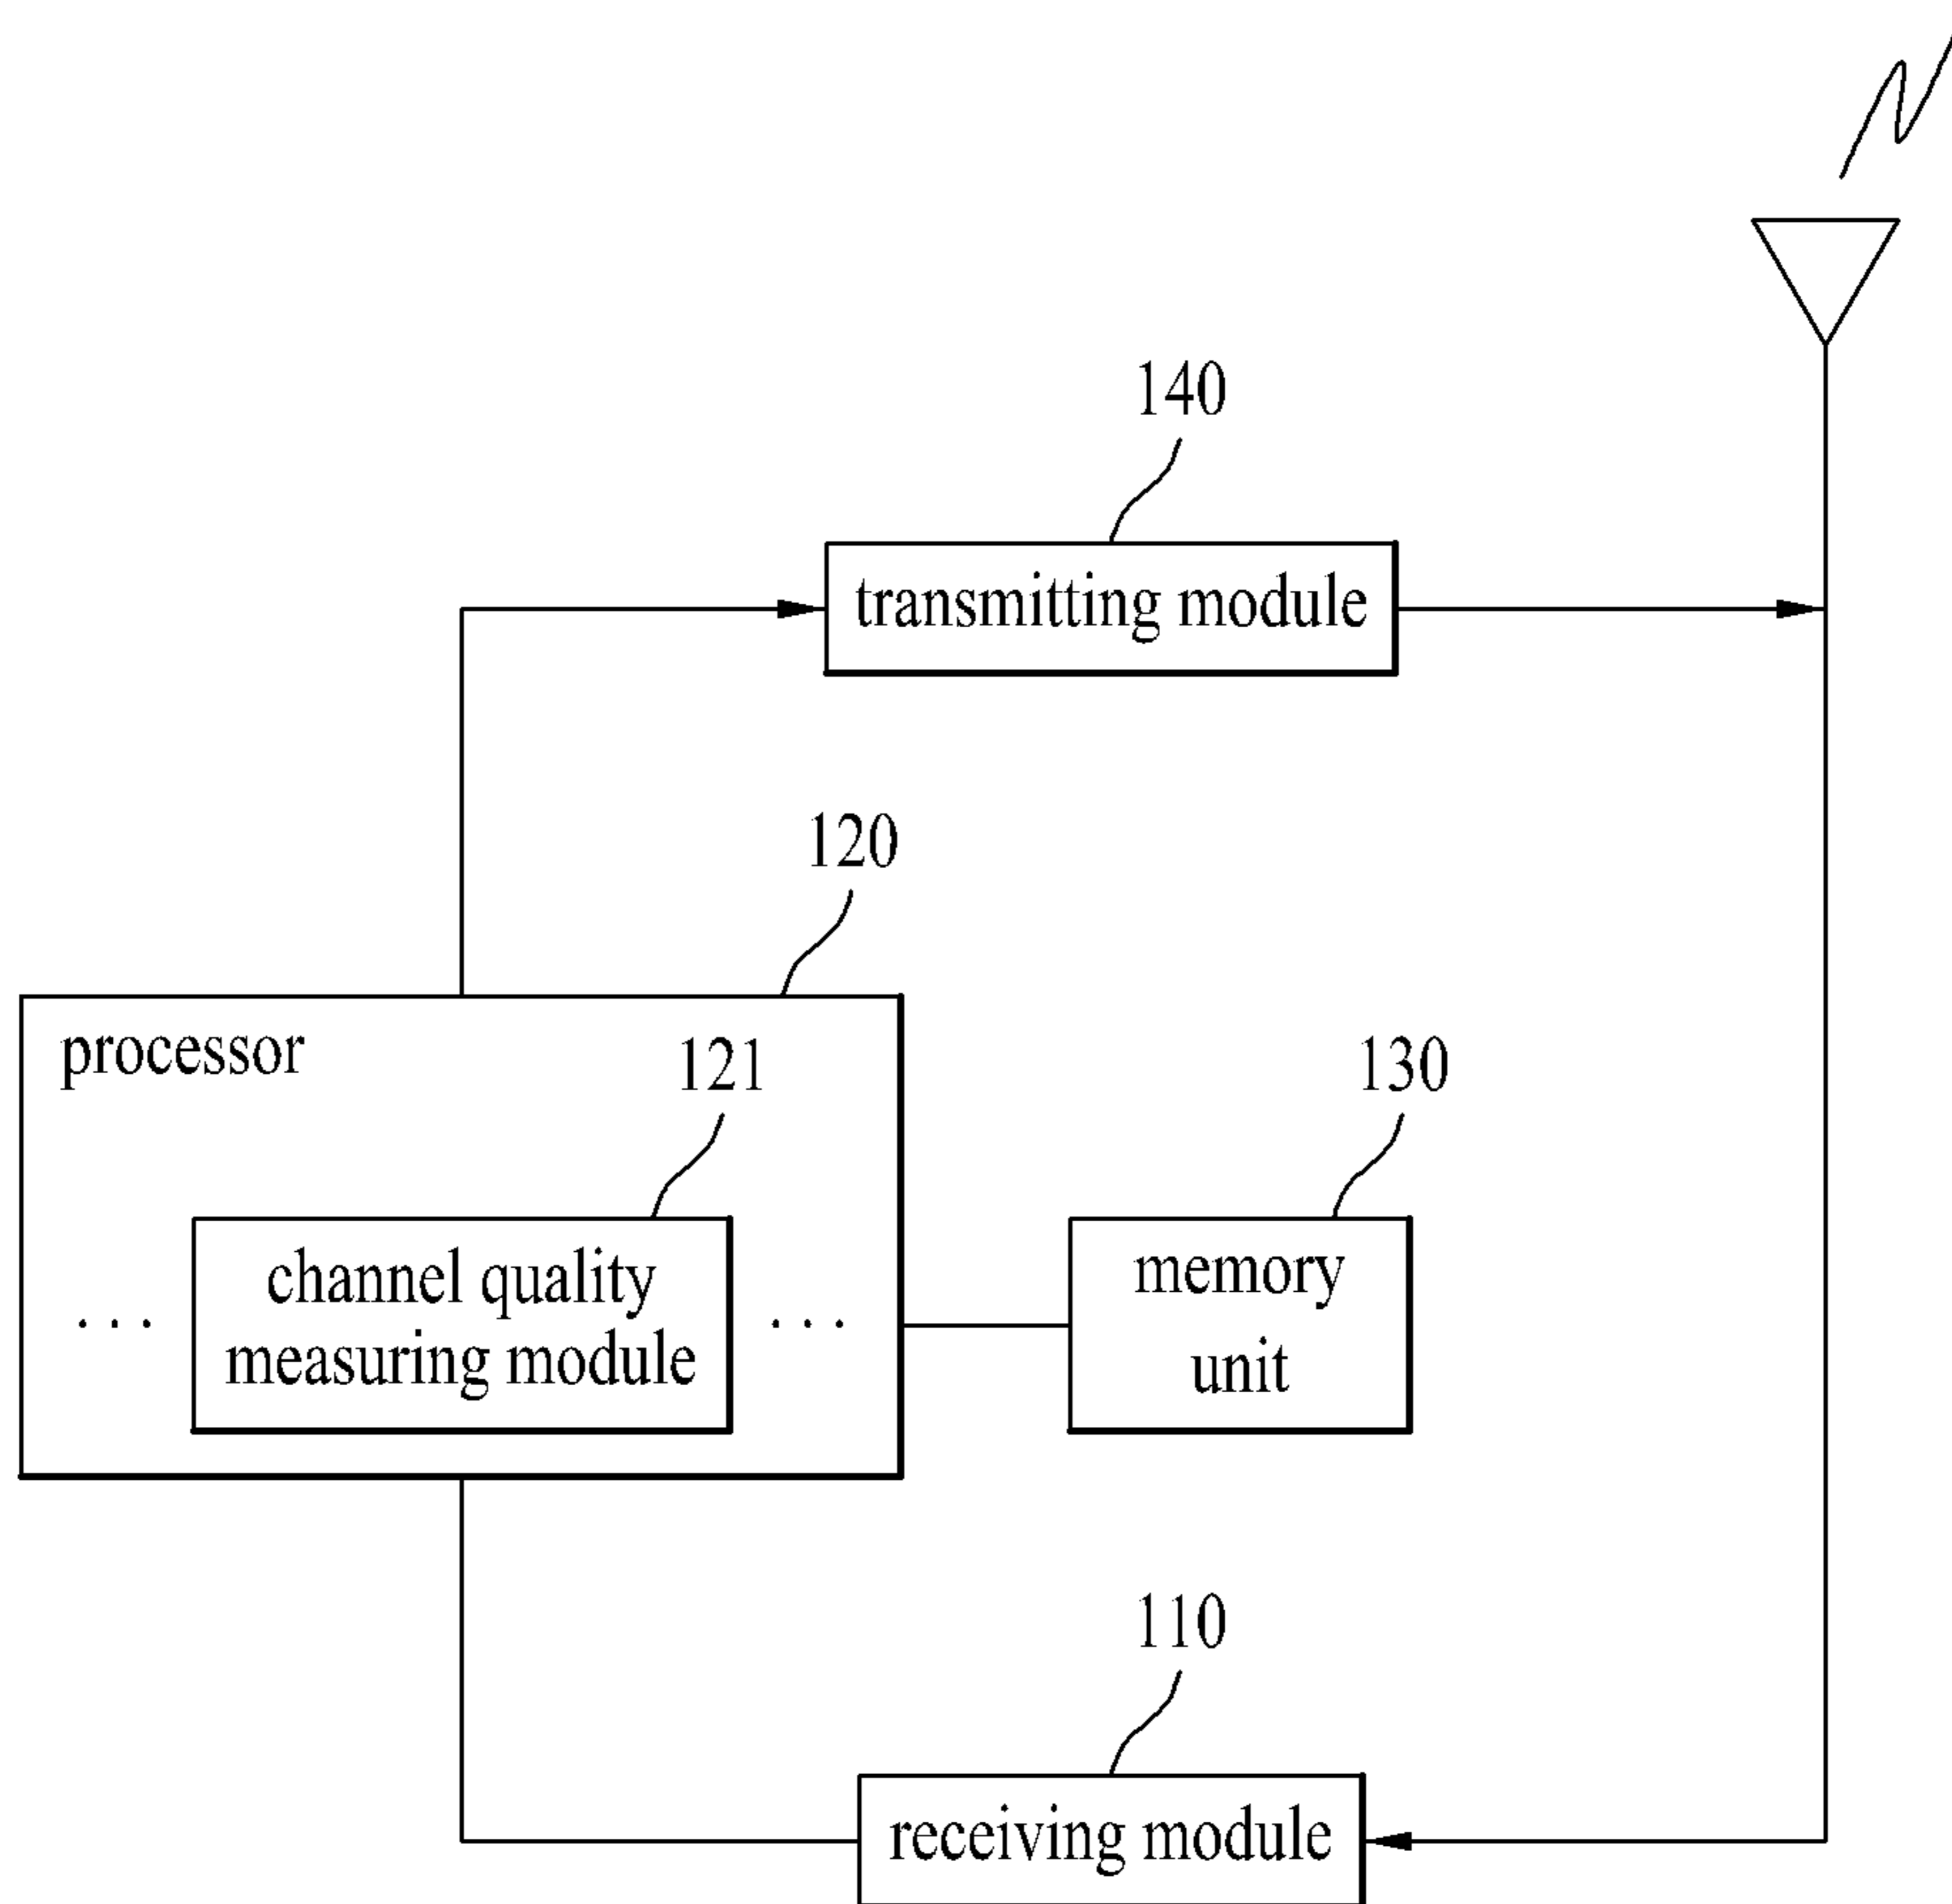 140
transmitting module
120
processor
121
130
channel quality
measuring module
. . .
. . .
memory
unit
110
receiving module